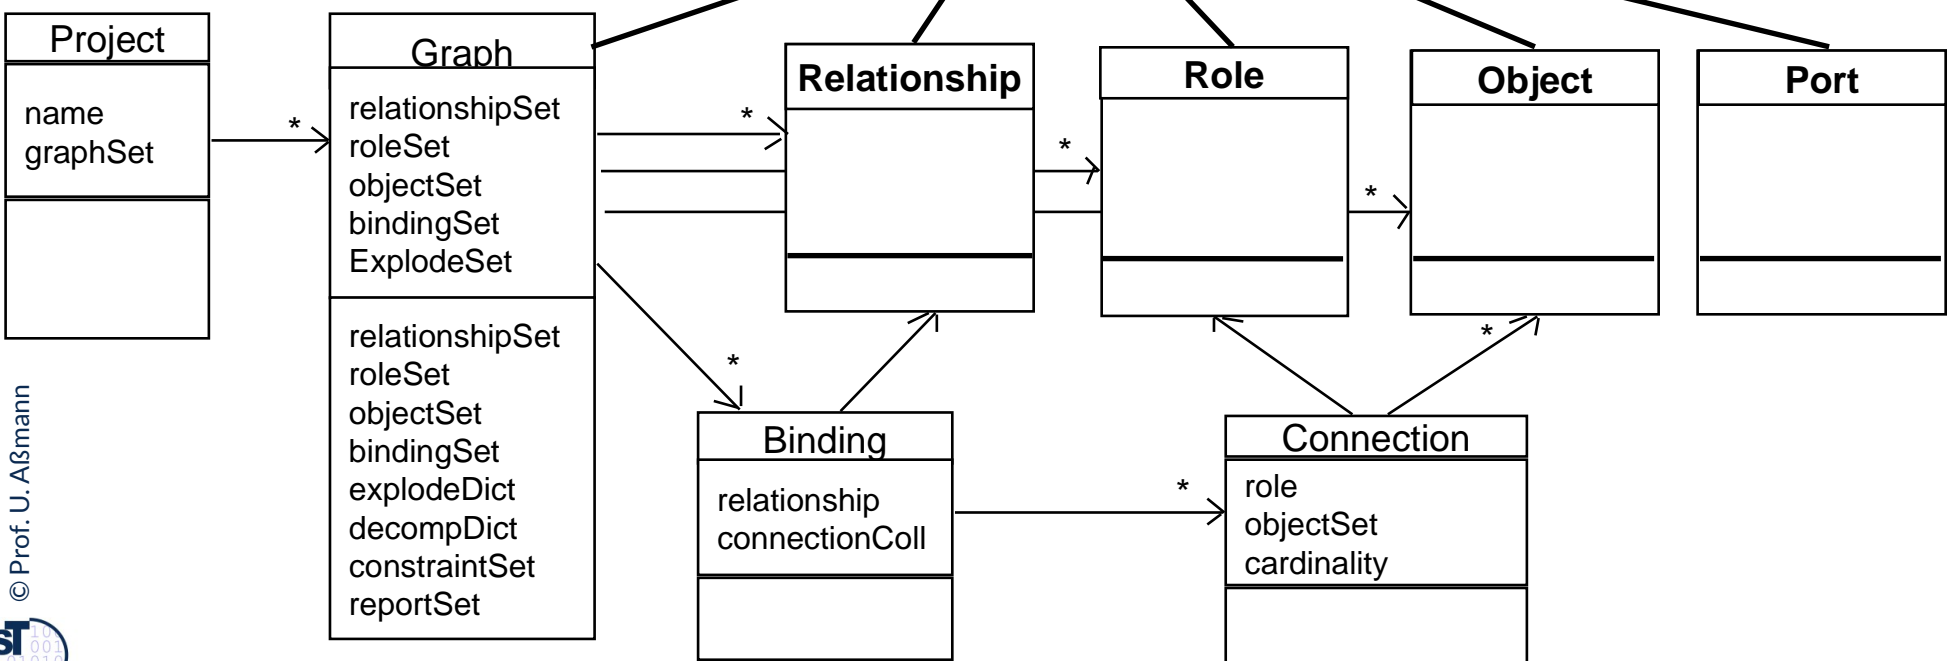 Project
name
graphSet
*
Graph
relationshipSet
roleSet
objectSet
bindingSet
ExplodeSet
relationshipSet
roleSet
objectSet
bindingSet
explodeDict
decompDict
constraintSet
reportSet
*
Relationship
*
Role
*
Object
Port
*
*
Binding
relationship
connectionColl
*
Connection
role
objectSet
cardinality
© Prof. U. Aßmann